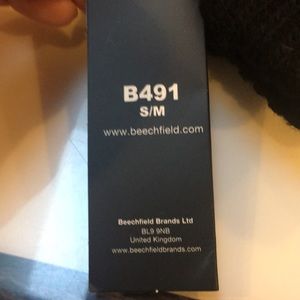 B491
S/M
www.beechfield.com
Beechfield Brands Ltd
BL9 9NB
United Kingdom
www.beechfieldbrands.com